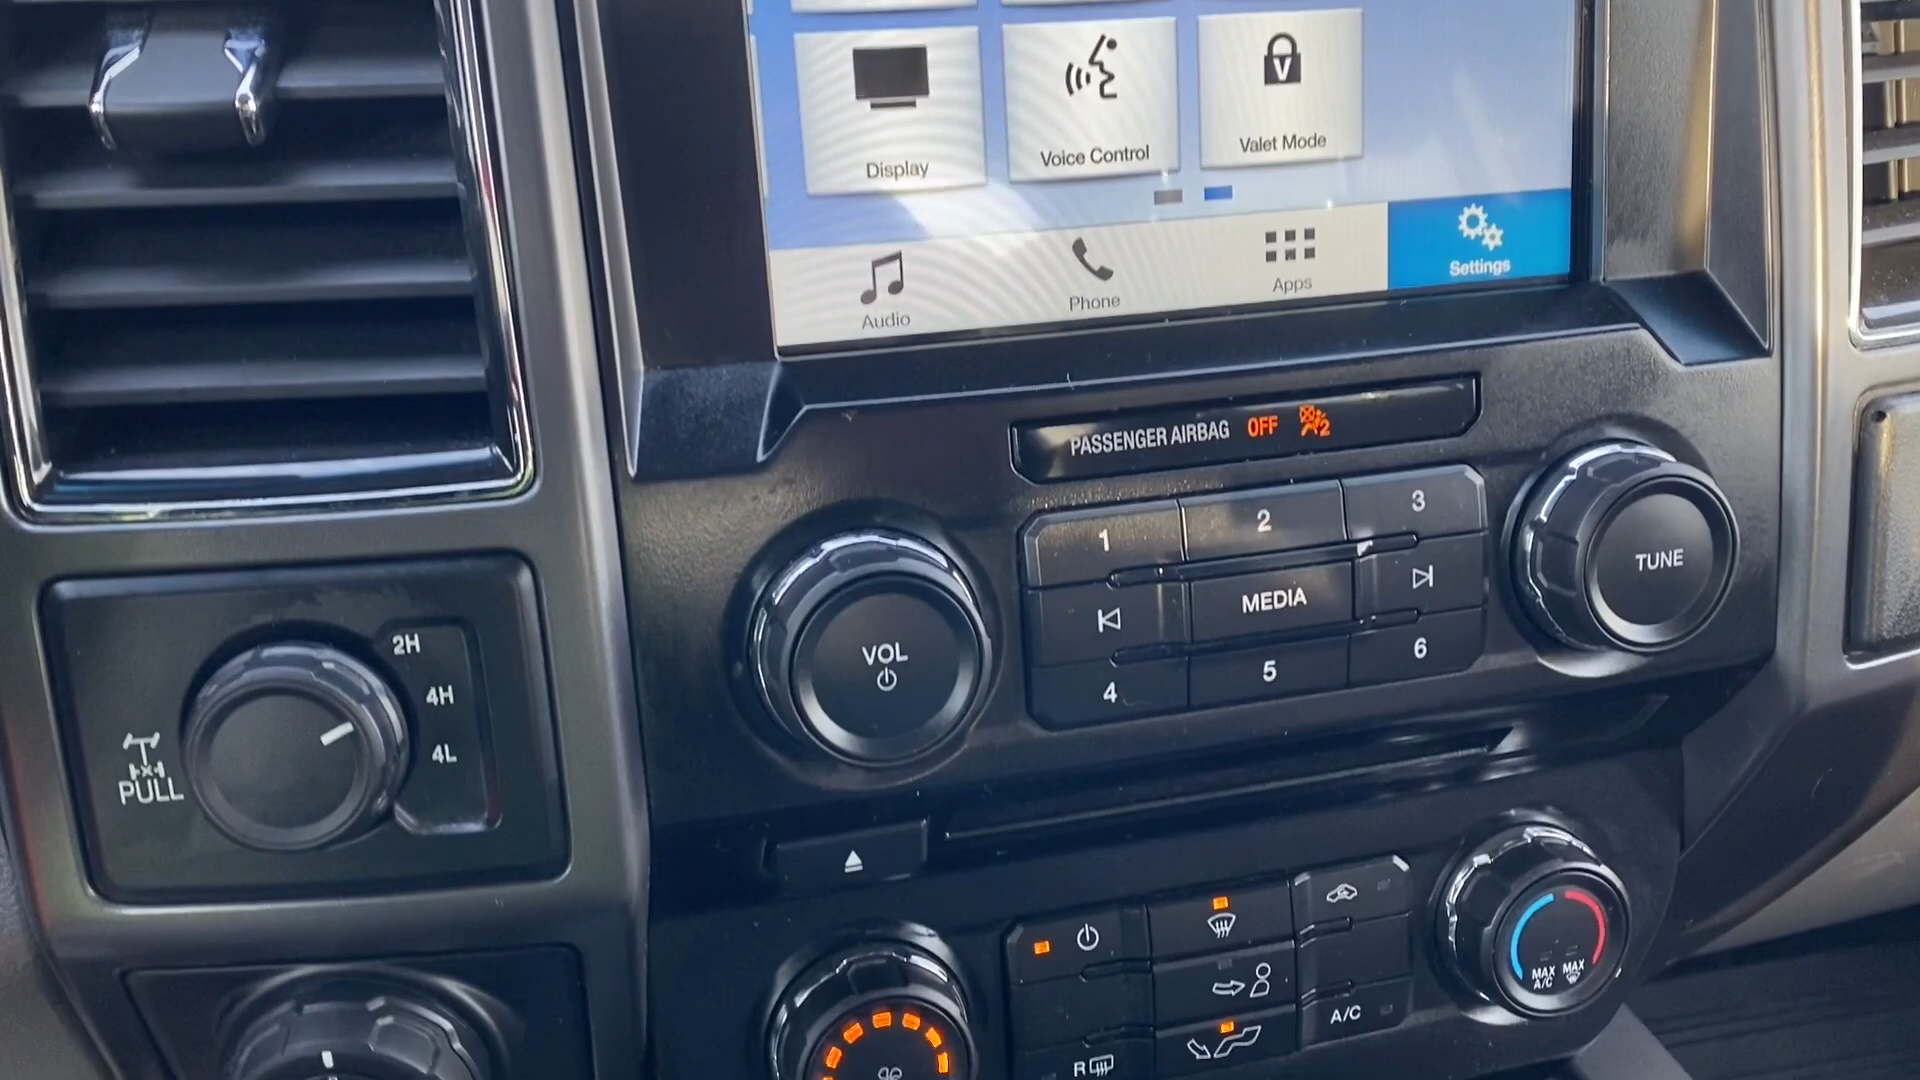 Display
Voice Control
Valet Mode
Audio
Phone
Apps
Settings
PASSENGER AIRBAG OFF 2
1
2
3
MEDIA
4
5
6
VOL
TUNE
2H
4H
4L
PULL
A/C
R
MAX A/C
MAX